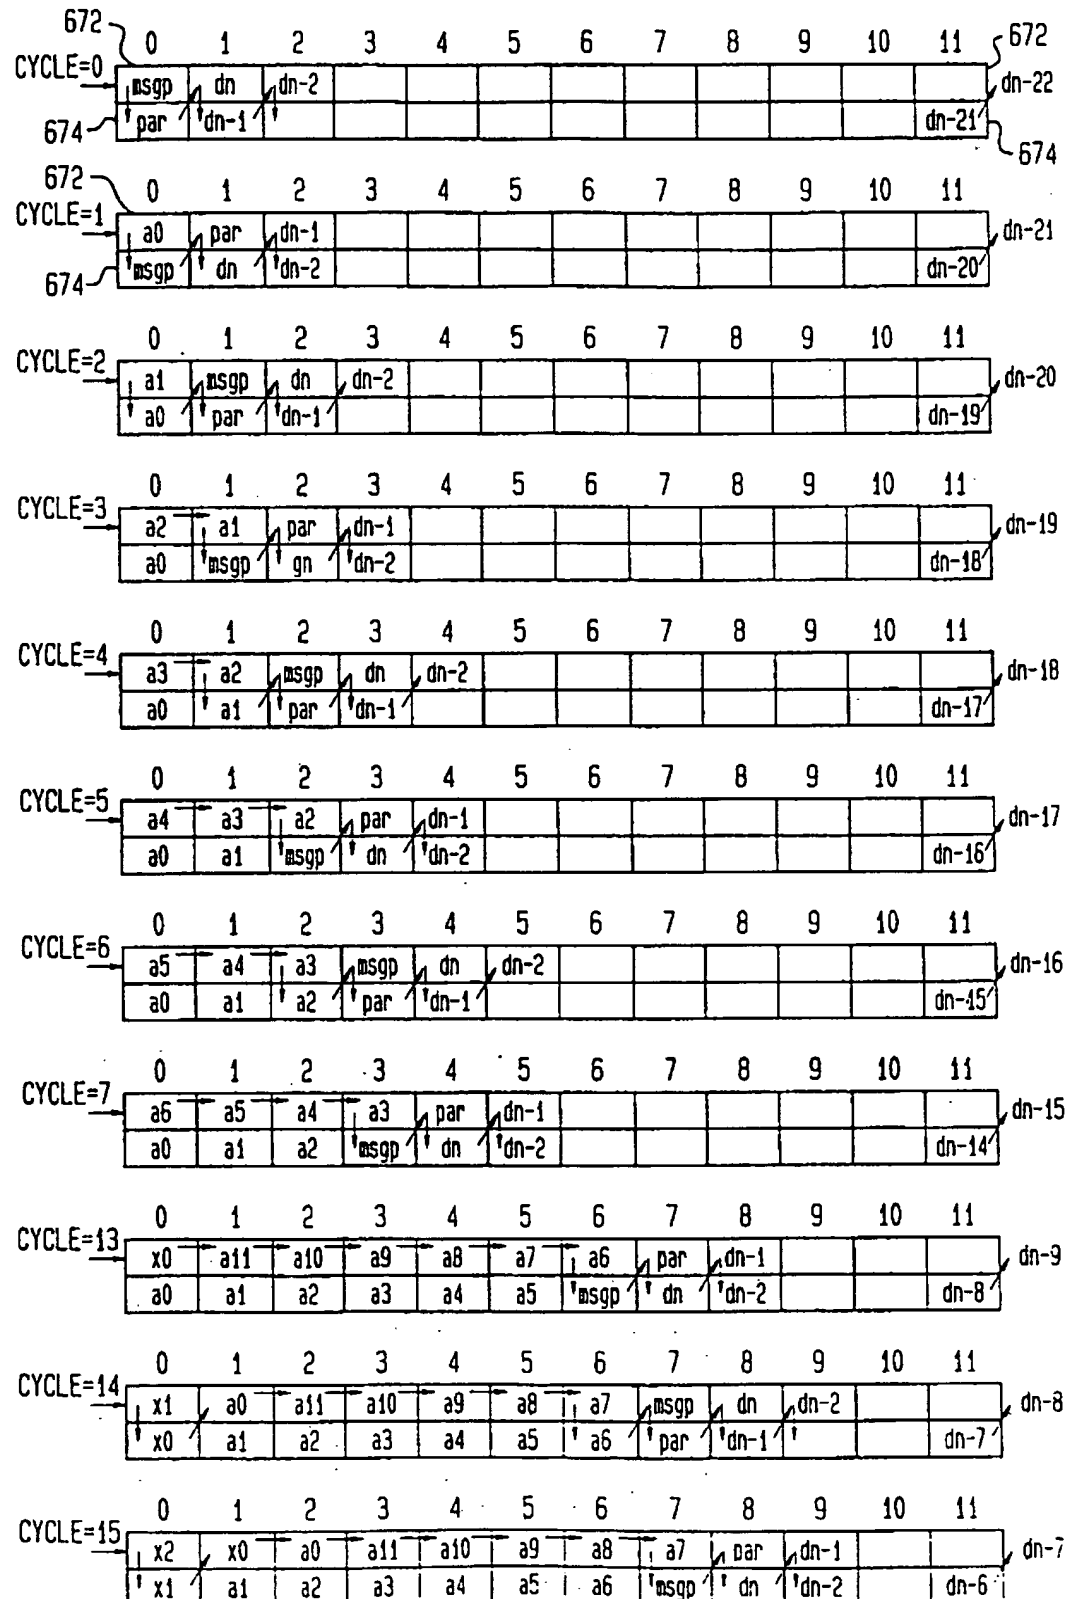 672
0 1 2 3 4 5 6 7 8 9 10 11
672
CYCLE=0
msgp dn dn-2
dn-22
674
par dn-1 dn-21
674
672
0 1 2 3 4 5 6 7 8 9 10 11
CYCLE=1
a0 par dn-1
dn-21
674
msgp dn dn-2 dn-20
0 1 2 3 4 5 6 7 8 9 10 11
CYCLE=2
a1 msgp dn dn-2
dn-20
a0 par dn-1 dn-19
0 1 2 3 4 5 6 7 8 9 10 11
CYCLE=3
a2 a1 par dn-1
dn-19
a0 msgp gn dn-2 dn-18
0 1 2 3 4 5 6 7 8 9 10 11
CYCLE=4
a3 a2 msgp dn dn-2
dn-18
a0 a1 par dn-1 dn-17
0 1 2 3 4 5 6 7 8 9 10 11
CYCLE=5
a4 a3 a2 par dn-1
dn-17
a0 a1 msgp dn dn-2 dn-16
0 1 2 3 4 5 6 7 8 9 10 11
CYCLE=6
a5 a4 a3 msgp dn dn-2
dn-16
a0 a1 a2 par dn-1 dn-15
0 1 2 3 4 5 6 7 8 9 10 11
CYCLE=7
a6 a5 a4 a3 par dn-1
dn-15
a0 a1 a2 msgp dn dn-2 dn-14
0 1 2 3 4 5 6 7 8 9 10 11
CYCLE=13
x0 a11 a10 a9 a8 a7 a6 par dn-1
dn-9
a0 a1 a2 a3 a4 a5 msgp dn dn-2 dn-8
0 1 2 3 4 5 6 7 8 9 10 11
CYCLE=14
x1 a0 a11 a10 a9 a8 a7 msgp dn dn-2
dn-8
x0 a1 a2 a3 a4 a5 a6 par dn-1 dn-7
0 1 2 3 4 5 6 7 8 9 10 11
CYCLE=15
x2 x0 a0 a11 a10 a9 a8 a7 par dn-1
dn-7
x1 a1 a2 a3 a4 a5 a6 msgp dn dn-2 dn-6